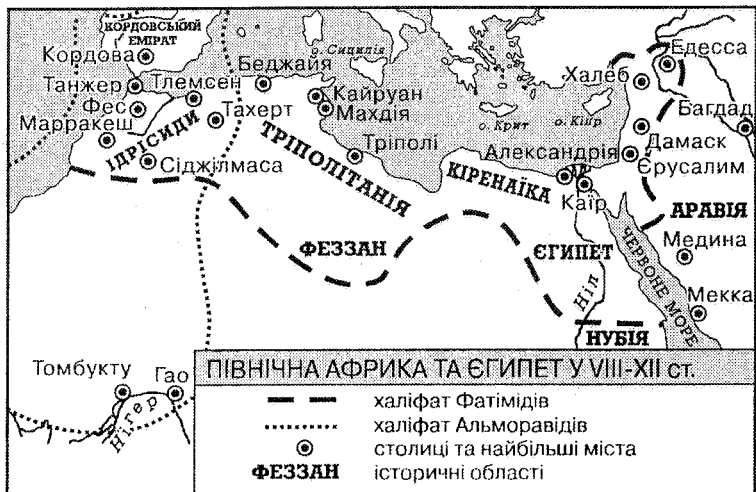 КОРДОВСЬКИЙ
ЕМІРАТ
Кордова
Танжер
Тлемсен
Фес
Марракеш
Тахерт
ІДРІСИДИ
Сіджілмаса
Беджайя
о. Сицилія
Кайруан
Махдія
ТРІПОЛІТАНІЯ
Тріполі
ФЕЗЗАН
о. Крит
о. Кіпр
Едесса
Халеб
Багдад
Дамаск
Єрусалим
Александрія
КІРЕНАЇКА
Каїр
АРАВІЯ
ЄГИПЕТ
Медина
ЧЕРВОНЕ МОРЕ
Ніл
Мекка
НУБІЯ
Томбукту
Гао
Нігер
ПІВНІЧНА АФРИКА ТА ЄГИПЕТ У VIII-XII ст.
халіфат Фатімідів
халіфат Альморавідів
столиці та найбільші міста
ФЕЗЗАН історичні області